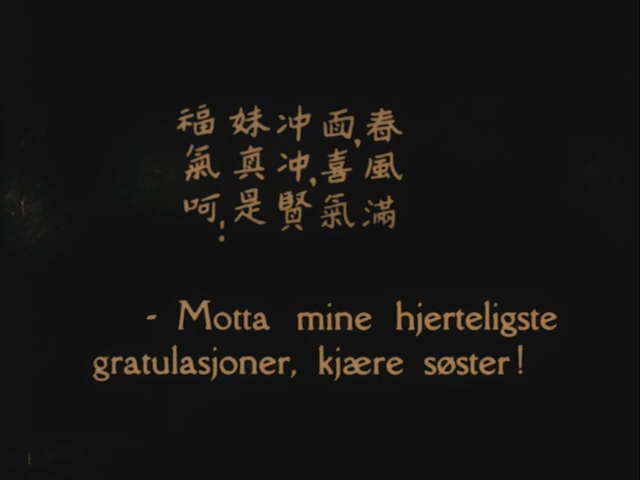 春風滿
面,喜氣
冲冲,賢
妹真是
福氣呵!
- Motta mine hjerteligste
gratulasjoner, kjære søster!